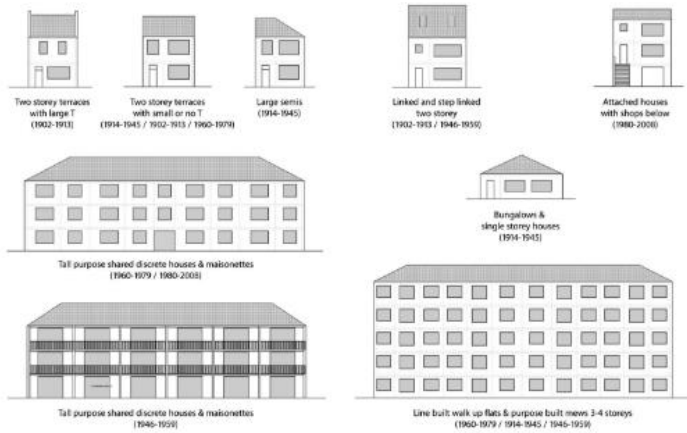 Two storey terraces
with large T
(1902-1913)
Two storey terraces
with small or no T
(1914-1945 / 1902-1913 / 1960-1979)
Large semis
(1914-1945)
Linked and step linked
two storey
(1902-1913 / 1946-1959)
Attached houses
with shops below
(1980-2008)
Tall purpose shared discrete houses & maisonettes
(1960-1979 / 1980-2008)
Bungalows &
single storey houses
(1914-1945)
Tall purpose shared discrete houses & maisonettes
(1946-1959)
Line built walk up flats & purpose built mews 3-4 storeys
(1960-1979 / 1914-1945 / 1946-1959)